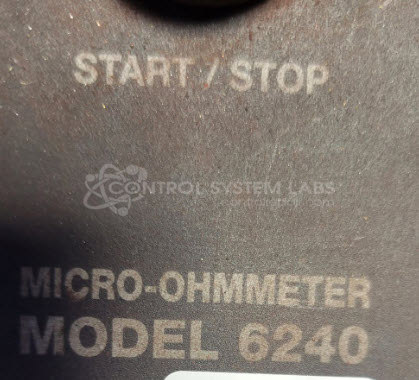 START / STOP
CONTROL SYSTEM LABS
MICRO-OHMMETER
MODEL 6240